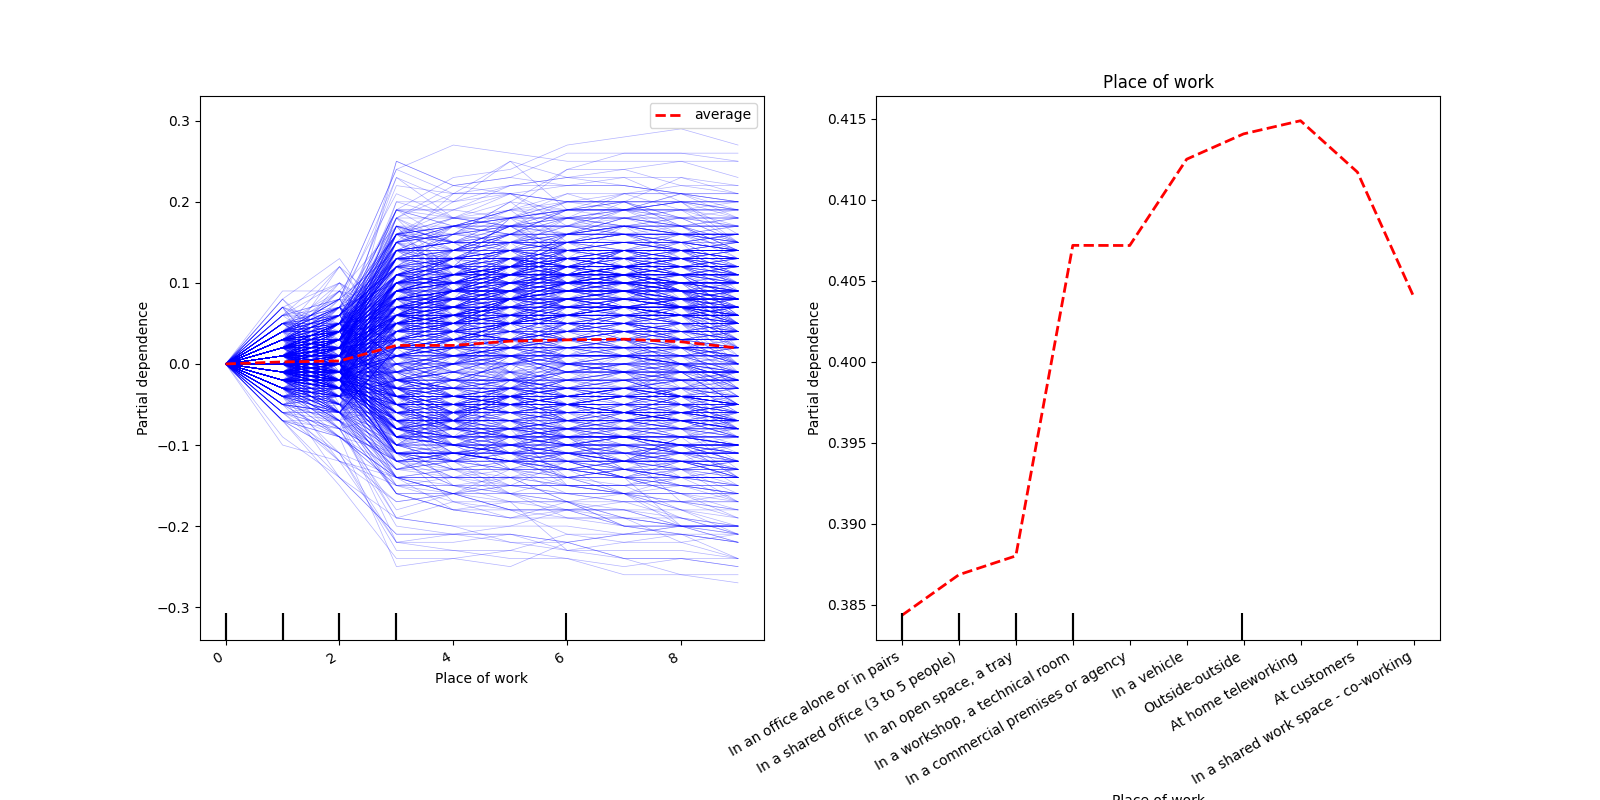 Place of work
average
0.3
0.2
0.1
0.0
−0.1
−0.2
−0.3
Partial dependence
0
2
4
6
8
Place of work
0.415
0.410
0.405
0.400
0.395
0.390
0.385
Partial dependence
In an office alone or in pairs
In a shared office (3 to 5 people)
In an open space, a tray
In a workshop, a technical room
In a commercial premises or agency
In a vehicle
Outside-outside
At home teleworking
At customers
In a shared work space - co-working
Place of work